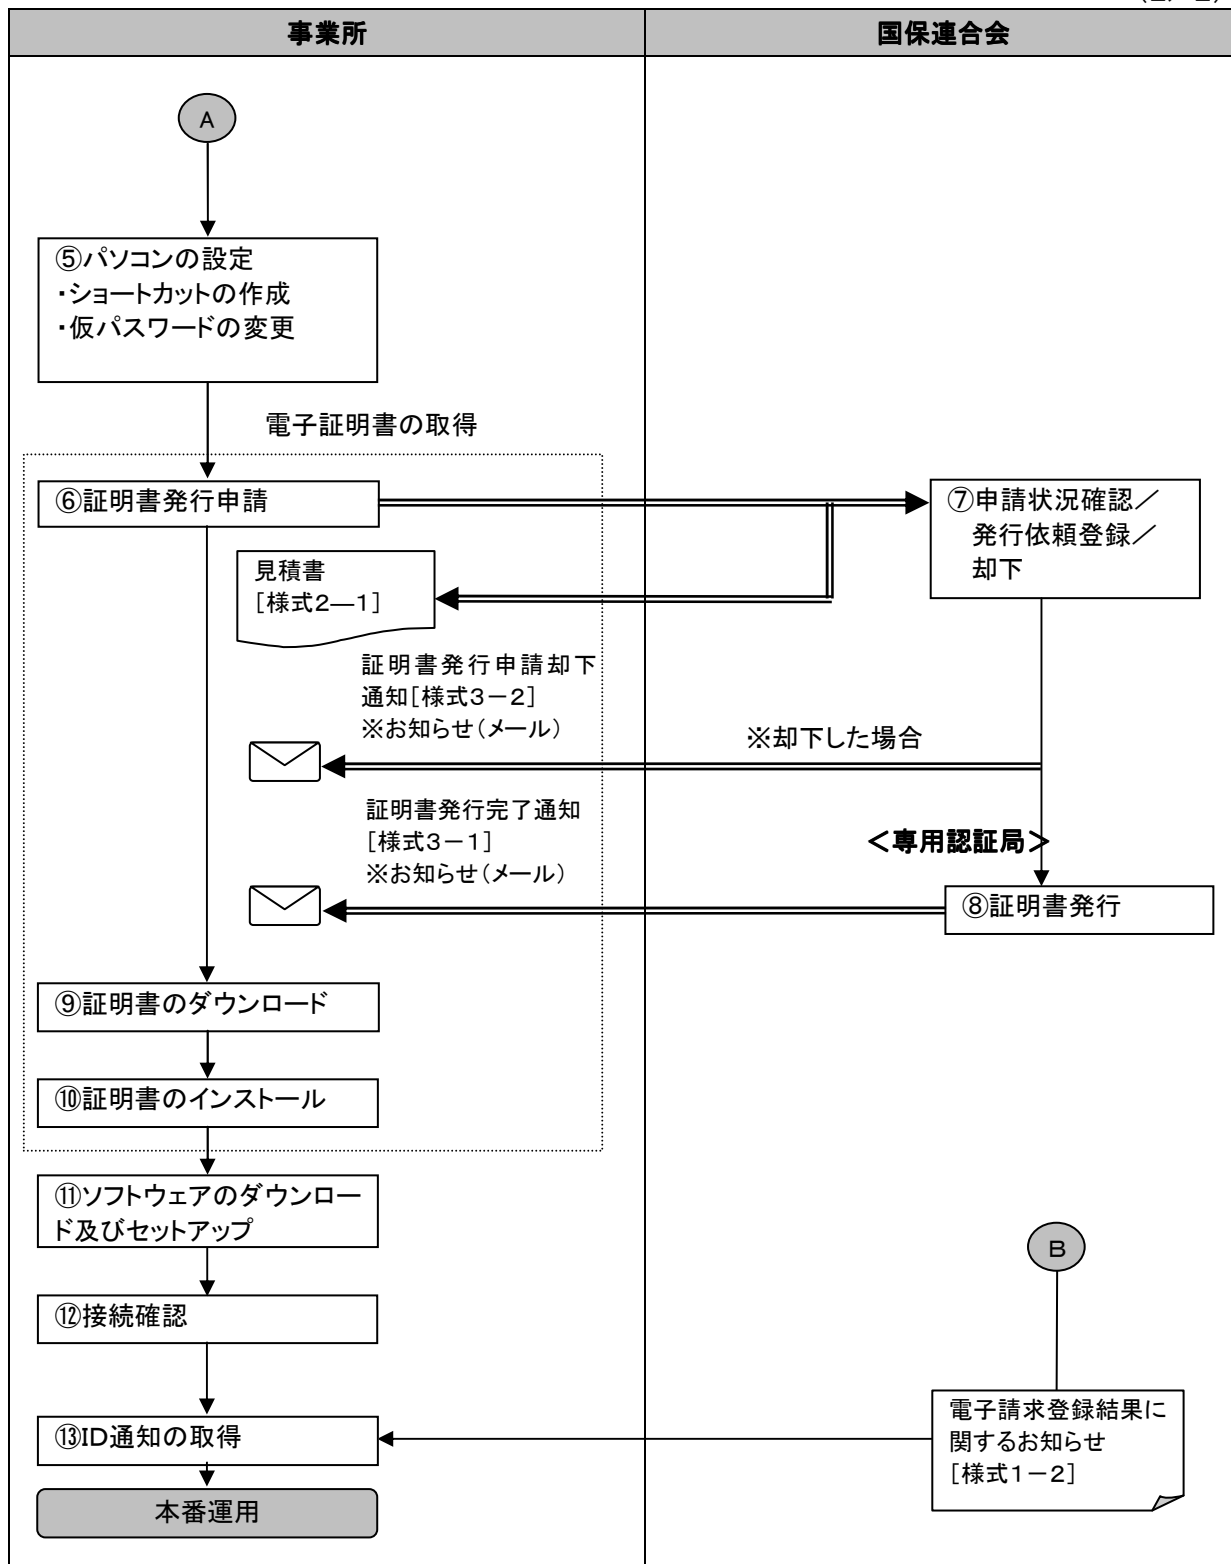 事業所
国保連合会
A
⑤パソコンの設定
・ショートカットの作成
・仮パスワードの変更
電子証明書の取得
⑥証明書発行申請
⑦申請状況確認／
発行依頼登録／
却下
見積書
[様式2―1]
証明書発行申請却下
通知[様式3－2]
※お知らせ（メール）
※却下した場合
証明書発行完了通知
[様式3－1]
※お知らせ（メール）
＜専用認証局＞
⑧証明書発行
⑨証明書のダウンロード
⑩証明書のインストール
⑪ソフトウェアのダウンロー
ド及びセットアップ
B
⑫接続確認
電子請求登録結果に
関するお知らせ
[様式1－2]
⑬ID通知の取得
本番運用